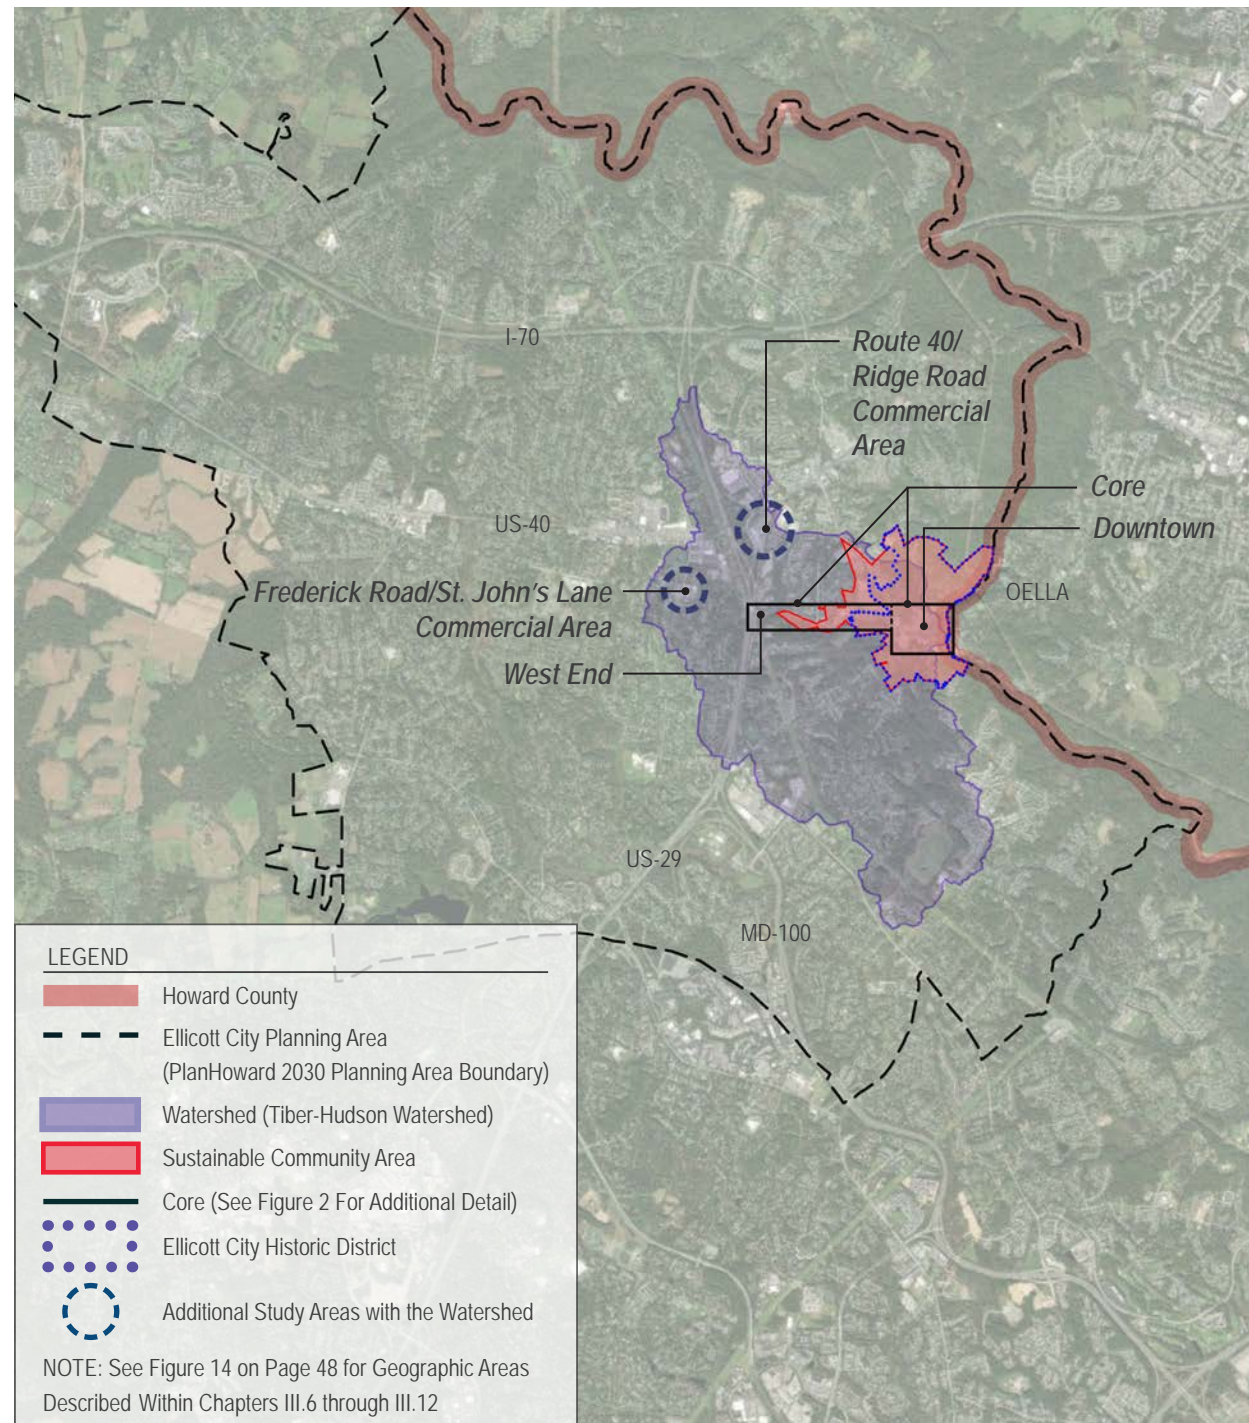 I-70
Route 40/
Ridge Road
Commercial
Area
Core
Downtown
US-40
Frederick Road/St. John's Lane
Commercial Area
OELLA
West End
US-29
MD-100
LEGEND
Howard County
Ellicott City Planning Area
(PlanHoward 2030 Planning Area Boundary)
Watershed (Tiber-Hudson Watershed)
Sustainable Community Area
Core (See Figure 2 For Additional Detail)
Ellicott City Historic District
Additional Study Areas with the Watershed
NOTE: See Figure 14 on Page 48 for Geographic Areas
Described Within Chapters III.6 through III.12